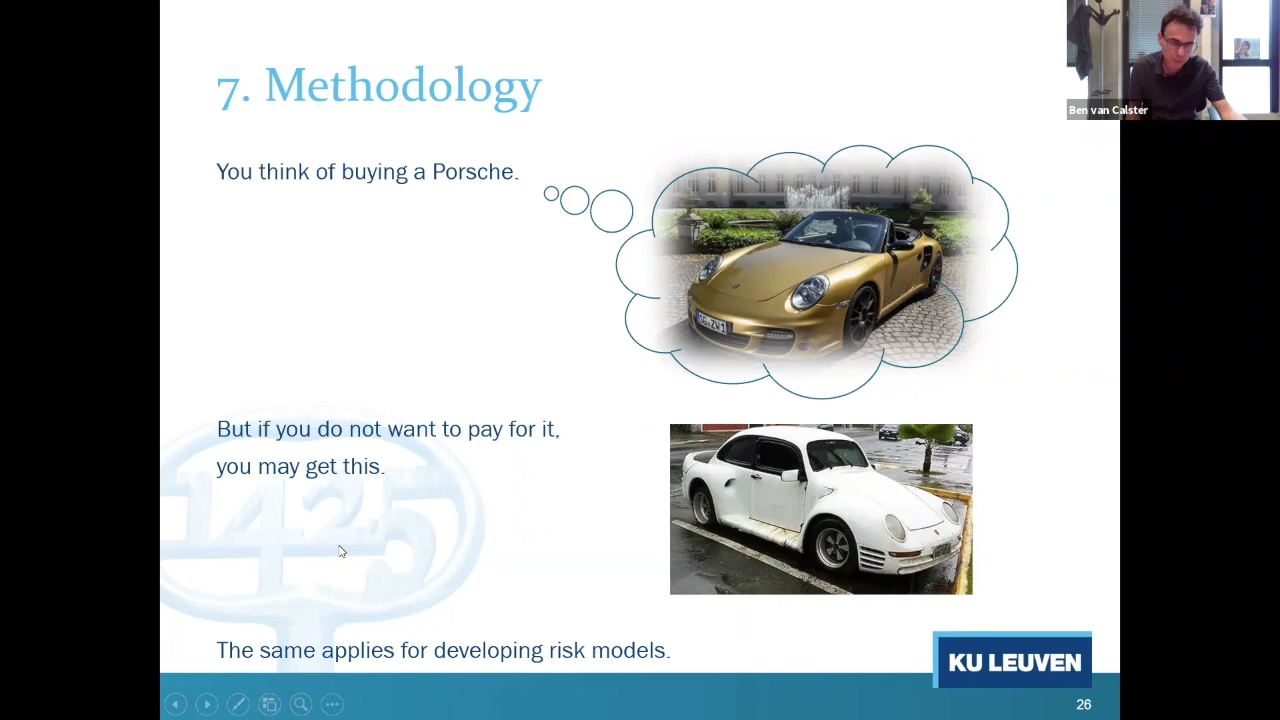 7. Methodology
Ben van Calster
You think of buying a Porsche.
But if you do not want to pay for it,
you may get this.
1425
The same applies for developing risk models.
KU LEUVEN
26